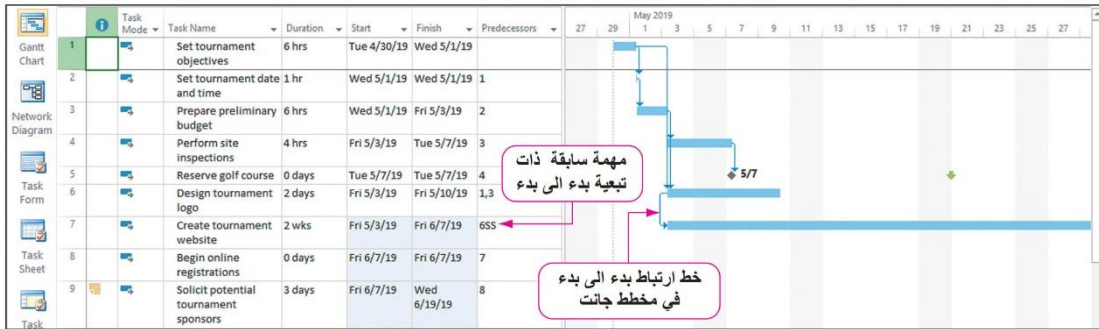 Task Mode Task Name Duration Start Finish Predecessors
May 2019
27 29 1 3 5 7 9 11 13 15 17 19 21 23 25 27
Gantt Chart
Network Diagram
Task Form
Task Sheet
Task
1 Set tournament objectives 6 hrs Tue 4/30/19 Wed 5/1/19
2 Set tournament date and time 1 hr Wed 5/1/19 Wed 5/1/19 1
3 Prepare preliminary budget 6 hrs Wed 5/1/19 Fri 5/3/19 2
4 Perform site inspections 4 hrs Fri 5/3/19 Tue 5/7/19 3
5 Reserve golf course 0 days Tue 5/7/19 Tue 5/7/19 4
5/7
6 Design tournament logo 2 days Fri 5/3/19 Fri 5/10/19 1,3
7 Create tournament website 2 wks Fri 5/3/19 Fri 6/7/19 6SS
8 Begin online registrations 0 days Fri 6/7/19 Fri 6/7/19 7
9 Solicit potential tournament sponsors 3 days Fri 6/7/19 Wed 6/19/19 8
مهمة سابقة ذات
تبعية بدء الى بدء
خط ارتباط بدء الى بدء
في مخطط جانت